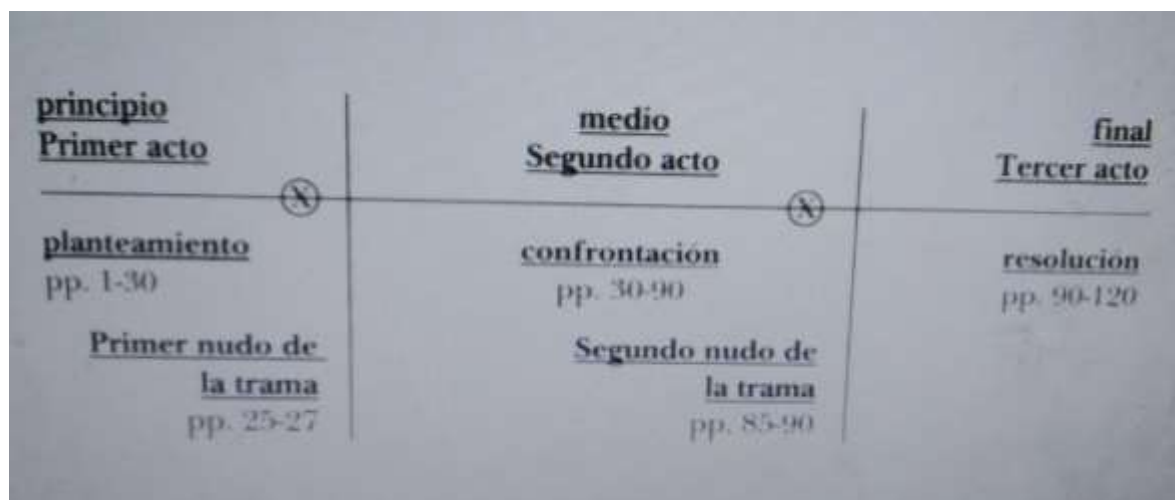 principio
Primer acto
planteamiento
pp. 1-30
Primer nudo de
la trama
pp. 25-27
medio
Segundo acto
confrontación
pp. 30-90
Segundo nudo de
la trama
pp. 85-90
final
Tercer acto
resolución
pp. 90-120